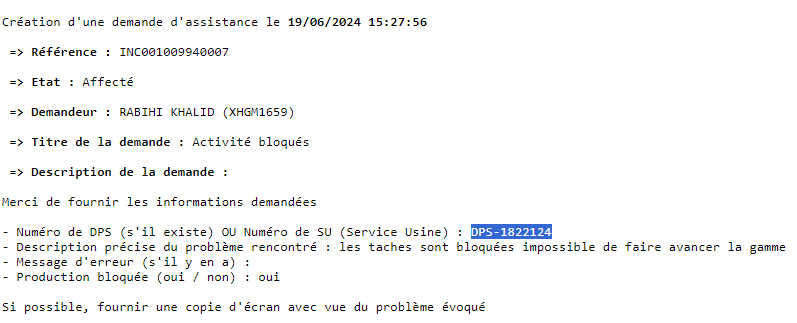 Création d'une demande d'assistance le 19/06/2024 15:27:56
=> Référence : INC001009940007
=> Etat : Affecté
=> Demandeur : RABIHI KHALID (XHGM1659)
=> Titre de la demande : Activité bloqués
=> Description de la demande :
Merci de fournir les informations demandées
- Numéro de DPS (s'il existe) OU Numéro de SU (Service Usine) : DPS-1822124
- Description précise du problème rencontré : les taches sont bloquées impossible de faire avancer la gamme
- Message d'erreur (s'il y en a) :
- Production bloquée (oui / non) : oui
Si possible, fournir une copie d'écran avec vue du problème évoqué